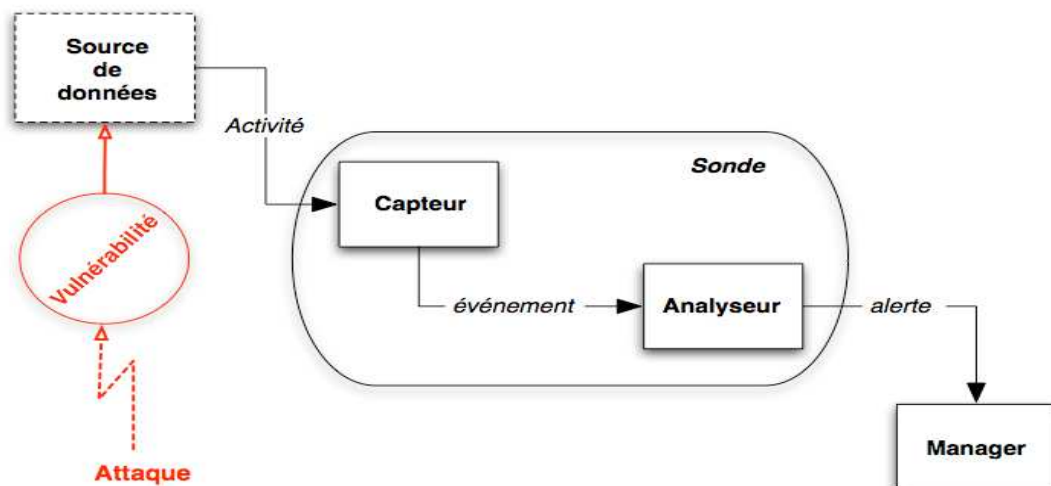 Source
de
données
Activité
Sonde
Capteur
Vulnérabilité
événement
Analyseur
alerte
Manager
Attaque